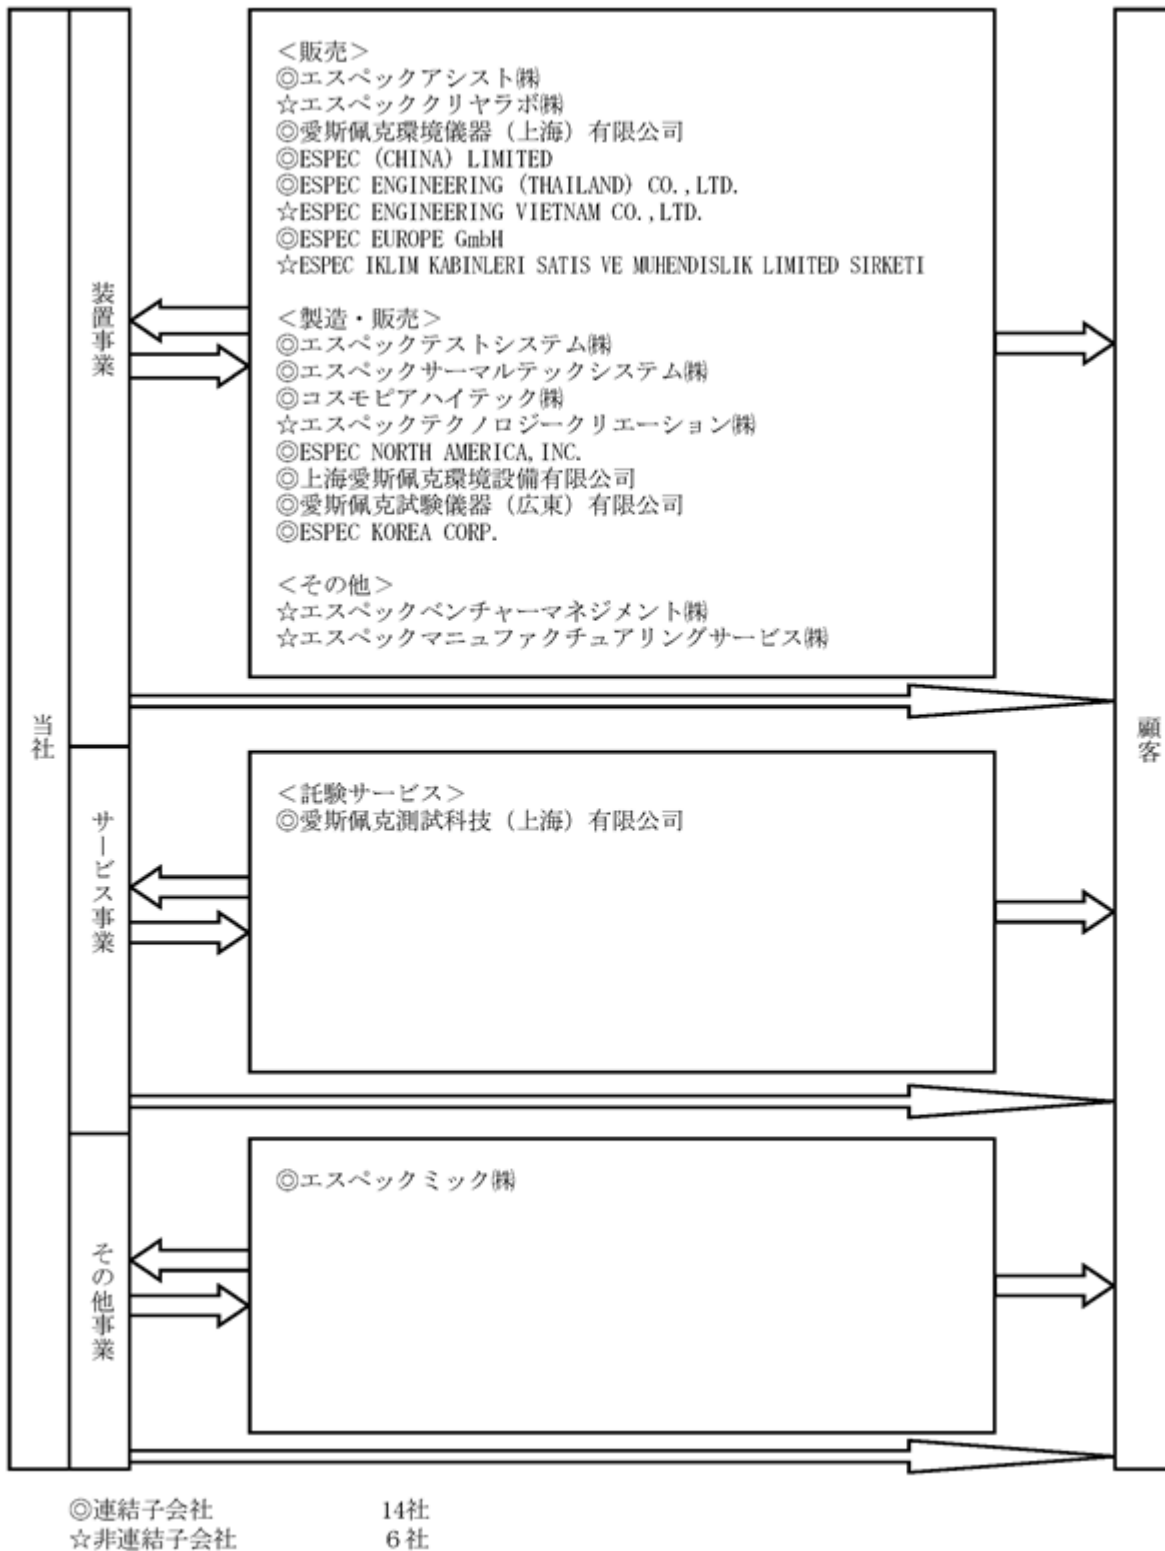 当社
装置事業
＜販売＞
◎エスペックアシスト㈱
☆エスペッククリヤラボ㈱
◎愛斯佩克環境儀器（上海）有限公司
◎ESPEC (CHINA) LIMITED
◎ESPEC ENGINEERING (THAILAND) CO.,LTD.
☆ESPEC ENGINEERING VIETNAM CO.,LTD.
◎ESPEC EUROPE GmbH
☆ESPEC IKLIM KABINLERI SATIS VE MUHENDISLIK LIMITED SIRKETI
＜製造・販売＞
◎エスペックテストシステム㈱
◎エスペックサーマルテックシステム㈱
◎コスモピアハイテック㈱
☆エスペックテクノロジークリエーション㈱
◎ESPEC NORTH AMERICA,INC.
◎上海愛斯佩克環境設備有限公司
◎愛斯佩克試験儀器（広東）有限公司
◎ESPEC KOREA CORP.
＜その他＞
☆エスペックベンチャーマネジメント㈱
☆エスペックマニュファクチュアリングサービス㈱
サービス事業
＜託験サービス＞
◎愛斯佩克測試科技（上海）有限公司
その他事業
◎エスペックミック㈱
顧客
◎連結子会社 14社
☆非連結子会社 6社